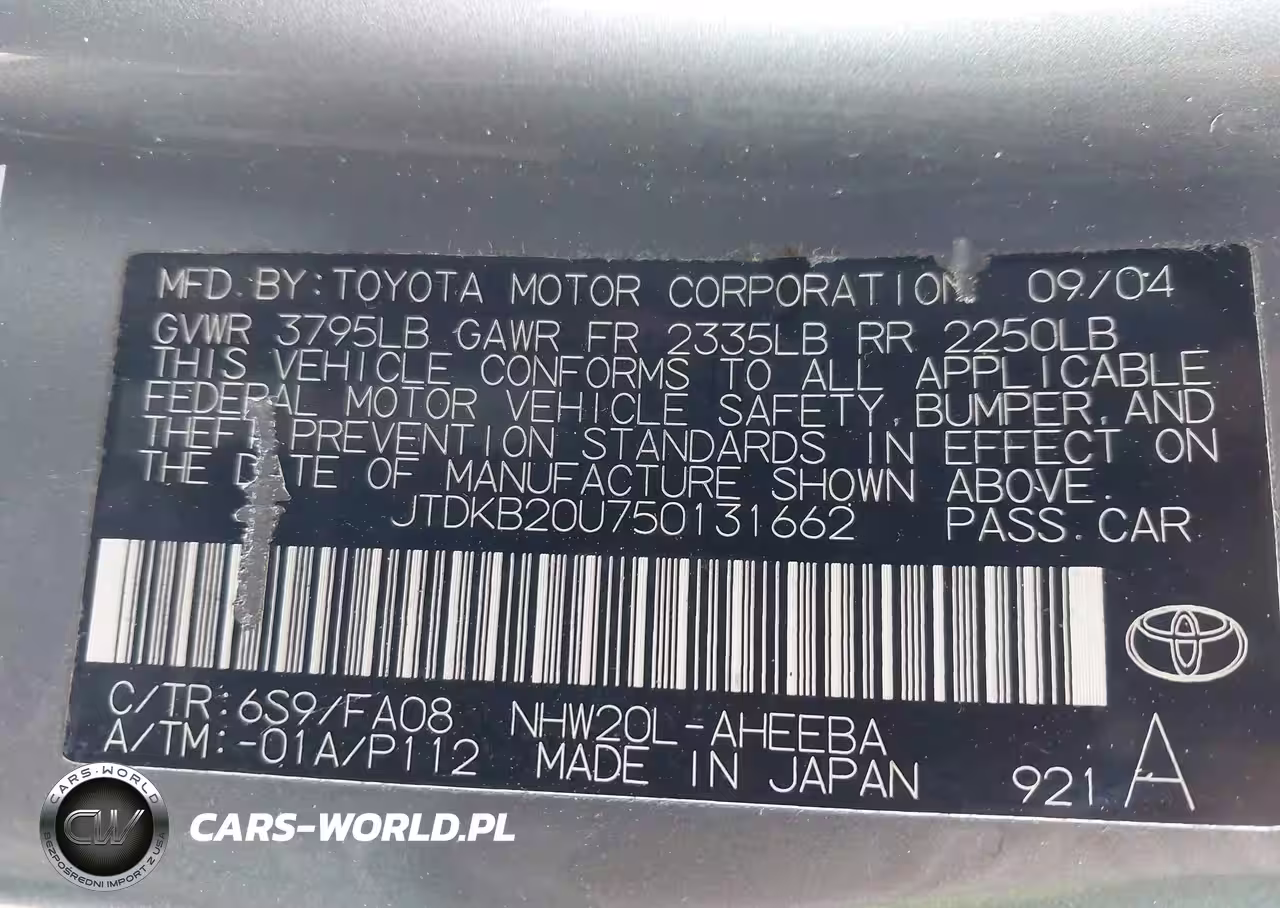 MFD. BY: TOYOTA MOTOR CORPORATION 09/04
GVWR 3795LB GAWR FR 2335LB RR 2250LB
THIS VEHICLE CONFORMS TO ALL APPLICABLE
FEDERAL MOTOR VEHICLE SAFETY, BUMPER, AND
THEFT PREVENTION STANDARDS IN EFFECT ON
THE DATE OF MANUFACTURE SHOWN ABOVE.
JTDKB20U750131662 PASS. CAR
C/TR: 6S9/FA08 NHW20L-AHEEBA
A/TM: -01A/P112 MADE IN JAPAN 921 A
CARS-WORLD
CW
BEZPOŚREDNI IMPORT Z USA
CARS-WORLD.PL